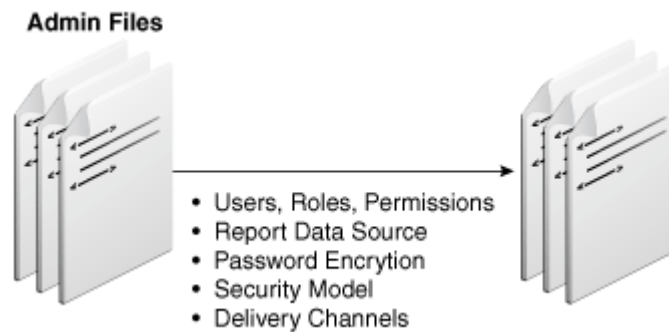 Admin Files
• Users, Roles, Permissions
• Report Data Source
• Password Encrytion
• Security Model
• Delivery Channels